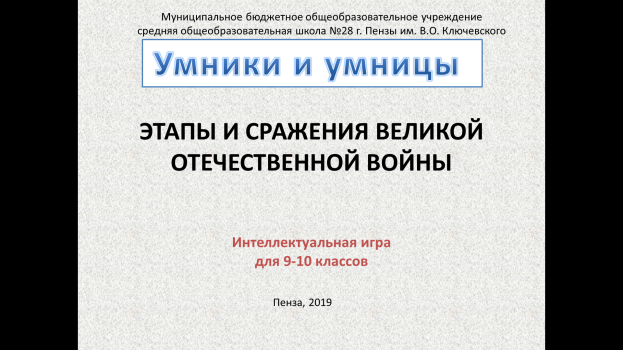 Муниципальное бюджетное общеобразовательное учреждение
средняя общеобразовательная школа №28 г. Пензы им. В.О. Ключевского
Умники и умницы
ЭТАПЫ И СРАЖЕНИЯ ВЕЛИКОЙ
ОТЕЧЕСТВЕННОЙ ВОЙНЫ
Интеллектуальная игра
для 9-10 классов
Пенза, 2019